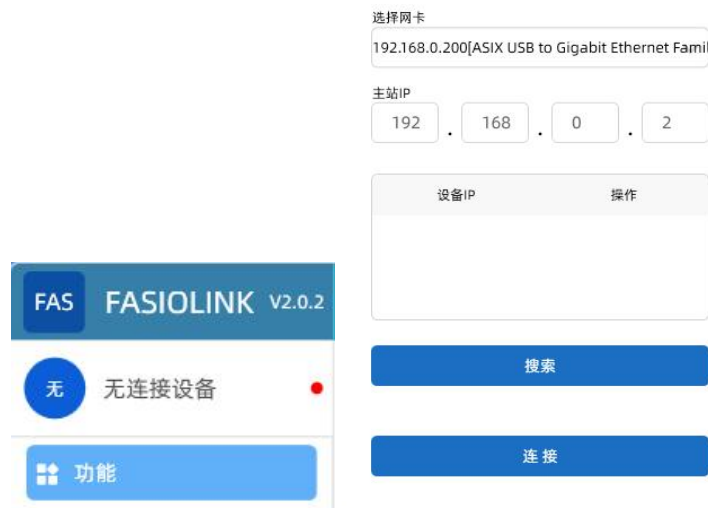 选择网卡
192.168.0.200[ASIX USB to Gigabit Ethernet Famil
主站IP
192 . 168 . 0 . 2
设备IP 操作
搜索
连接
FAS FASIOLINK V2.0.2
无 无连接设备
功能